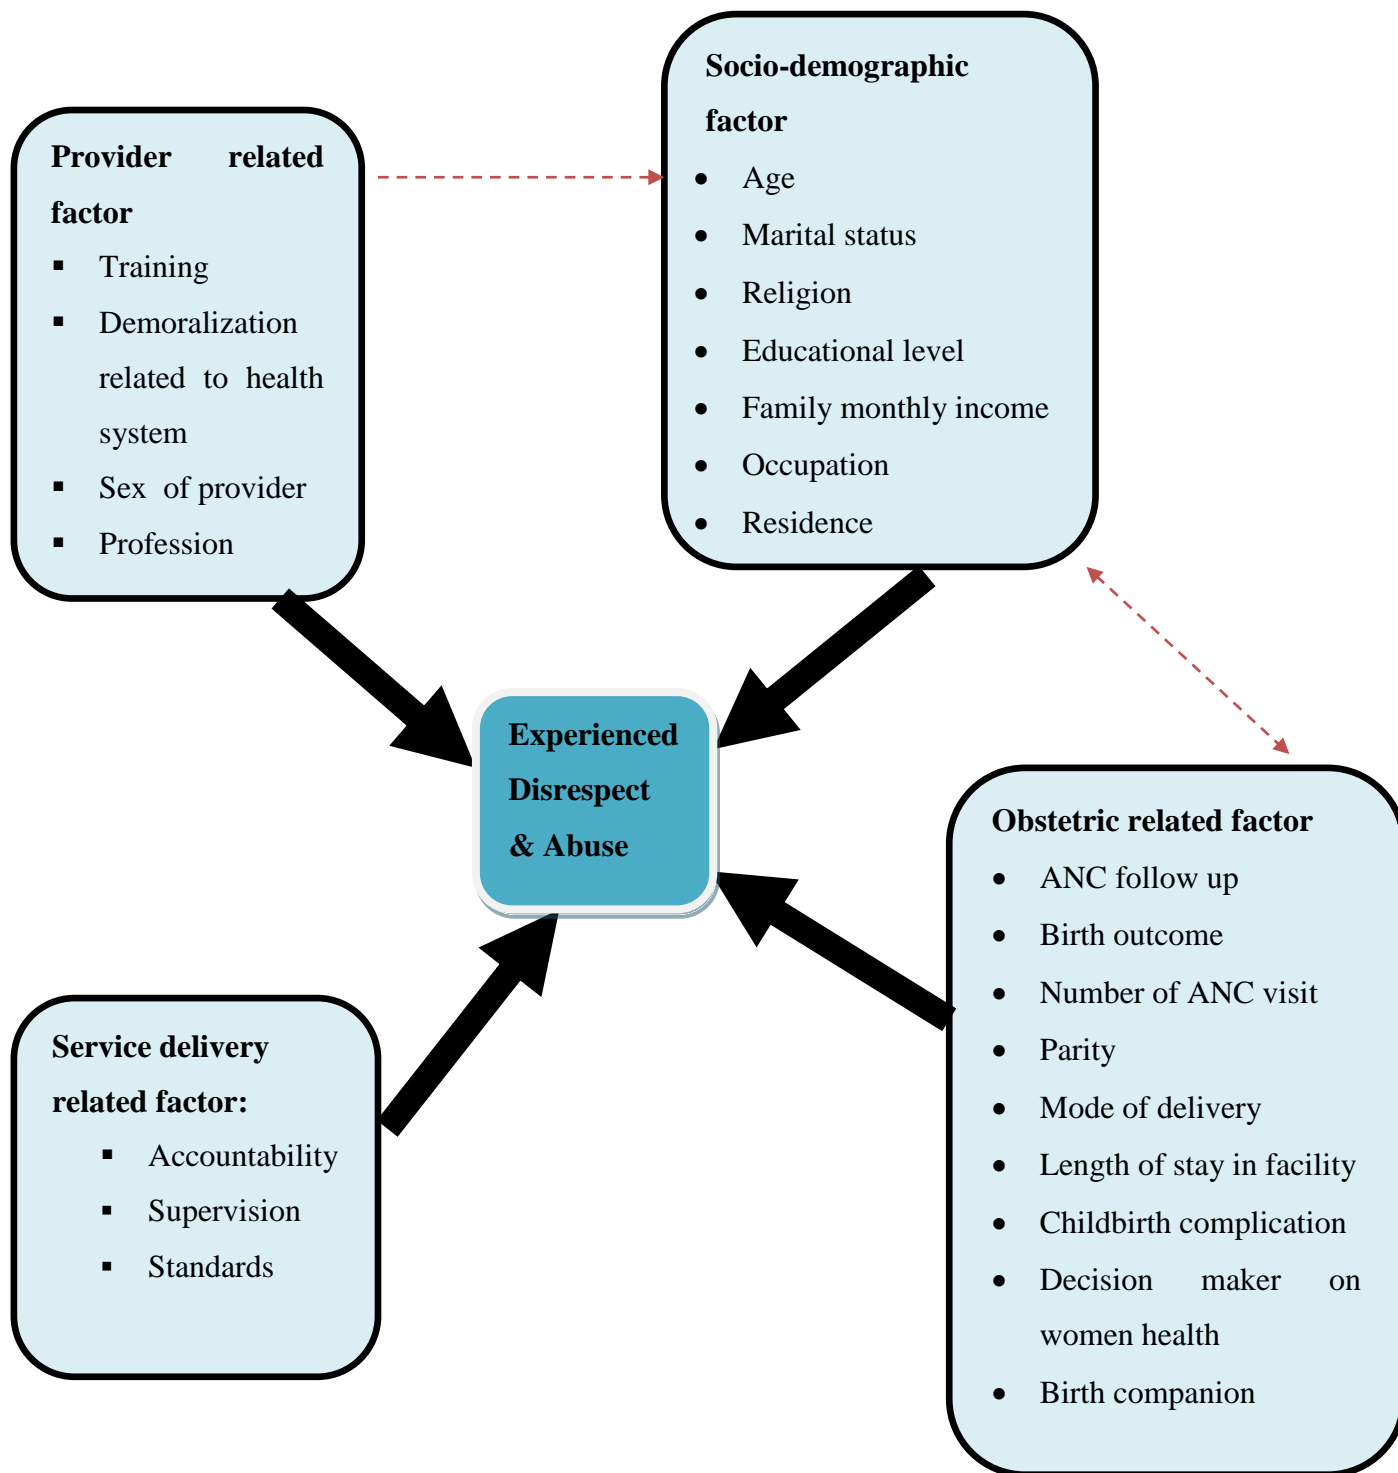 Provider related
factor
▪ Training
▪ Demoralization
related to health
system
▪ Sex of provider
▪ Profession
Socio-demographic
factor
• Age
• Marital status
• Religion
• Educational level
• Family monthly income
• Occupation
• Residence
Experienced
Disrespect
& Abuse
Service delivery
related factor:
▪ Accountability
▪ Supervision
▪ Standards
Obstetric related factor
• ANC follow up
• Birth outcome
• Number of ANC visit
• Parity
• Mode of delivery
• Length of stay in facility
• Childbirth complication
• Decision maker on
women health
• Birth companion